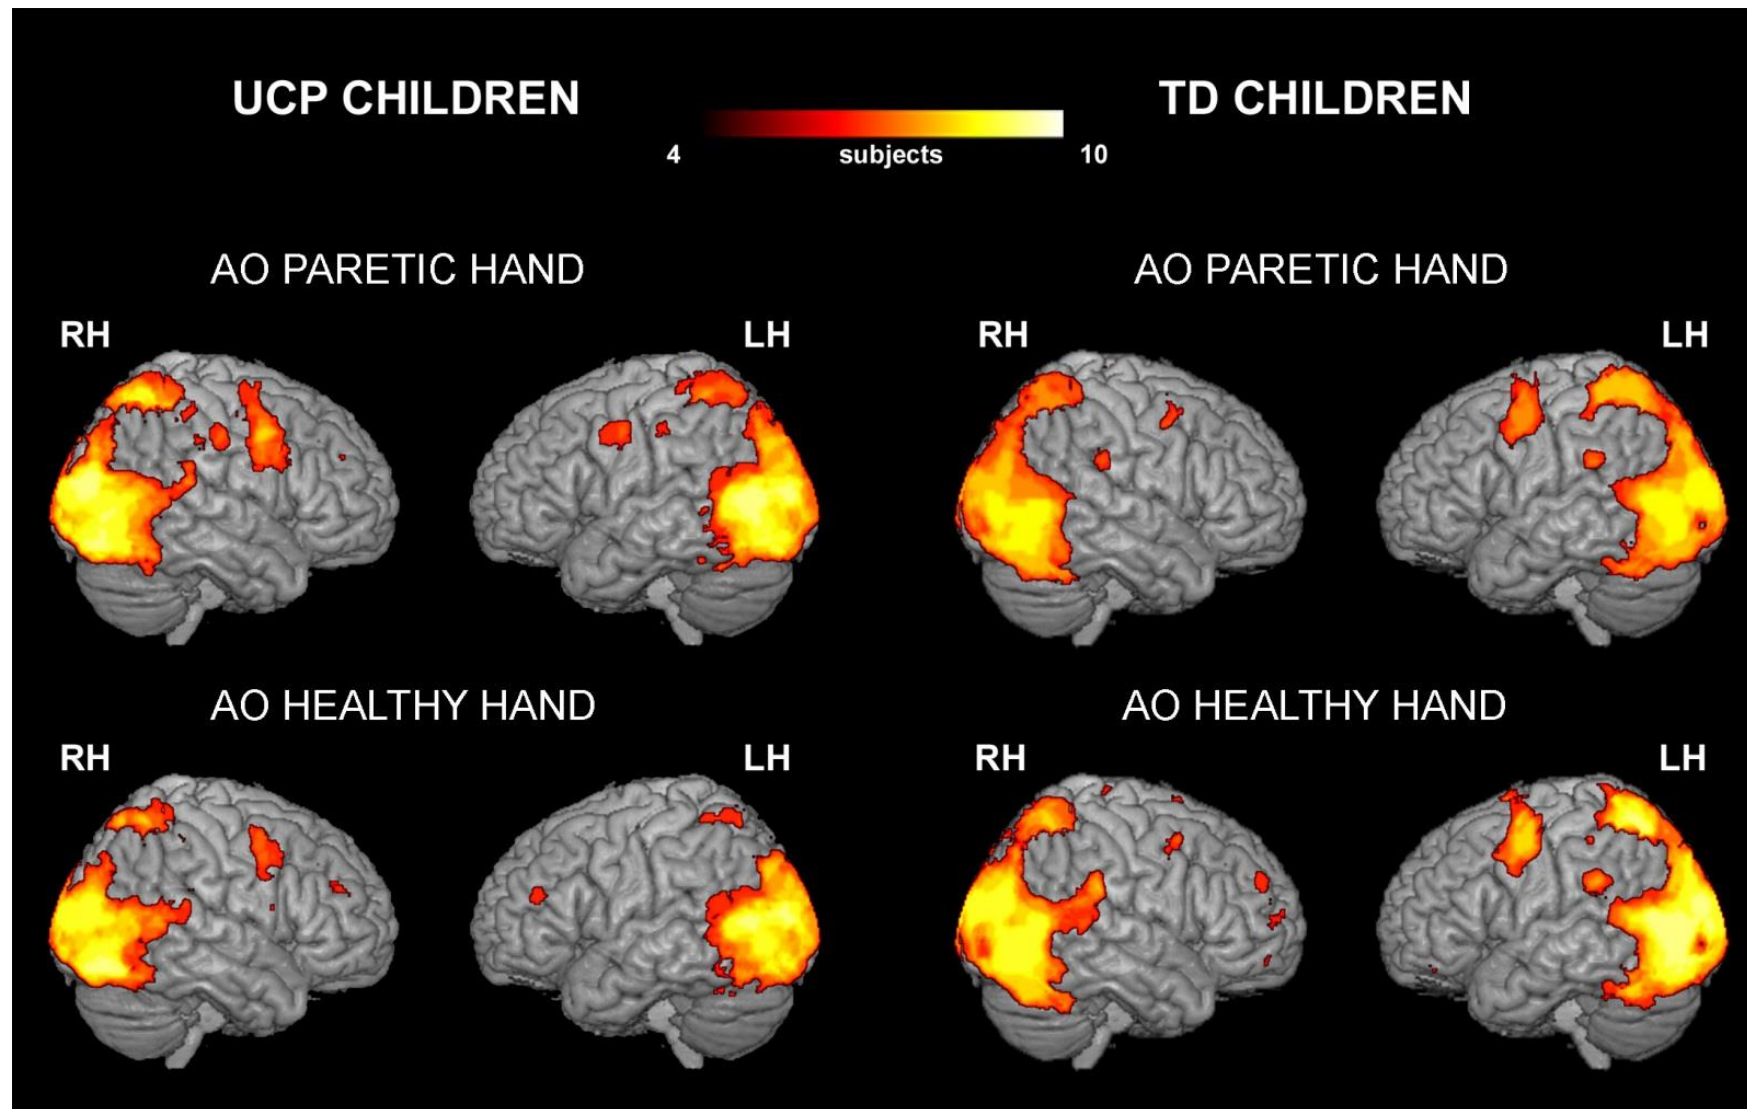 UCP CHILDREN
TD CHILDREN
4 subjects 10
AO PARETIC HAND
AO PARETIC HAND
RH LH RH LH
AO HEALTHY HAND
AO HEALTHY HAND
RH LH RH LH